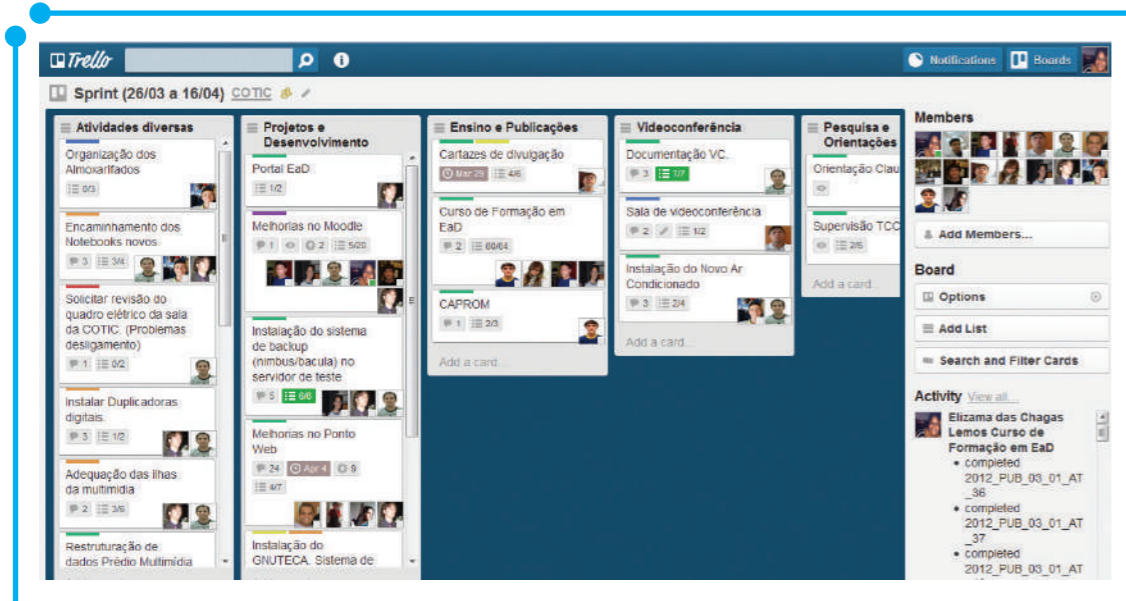 Trello
Notifications
Boards
Sprint (26/03 a 16/04) COTIC
Atividades diversas
Organização dos
Almoxarifados
0/3
Encaminhamento dos
Notebooks novos
3 3/4
Solicitar revisão do
quadro elétrico da sala
da COTIC. (Problemas
desligamento)
1 0/2
Instalar Duplicadoras
digitais.
3 1/2
Adequação das ilhas
da multimidia
2 3/6
Restruturação de
dados Prédio Multimídia
Projetos e
Desenvolvimento
Portal EaD
1/2
Melhorias no Moodle
1 2 5/20
Instalação do sistema
de backup
(nimbus/bacula) no
servidor de teste
5 6/6
Melhorias no Ponto
Web
24 Apr 4 9
4/7
Instalação do
GNUTECA. Sistema de
Ensino e Publicações
Cartazes de divulgação
Mar 29 4/6
Curso de Formação em
EaD
2 60/64
CAPROM
1 2/3
Add a card...
Videoconferência
Documentação VC.
3 7/7
Sala de videoconferência
2 1/2
Instalação do Novo Ar
Condicionado
3 2/4
Add a card...
Pesquisa e
Orientações
Orientação Clau
Supervisão TCC
2/5
Add a card...
Members
Add Members...
Board
Options
Add List
Search and Filter Cards
Activity View all...
Elizama das Chagas
Lemos Curso de
Formação em EaD
• completed
2012_PUB_03_01_AT
_36
• completed
2012_PUB_03_01_AT
_37
• completed
2012_PUB_03_01_AT